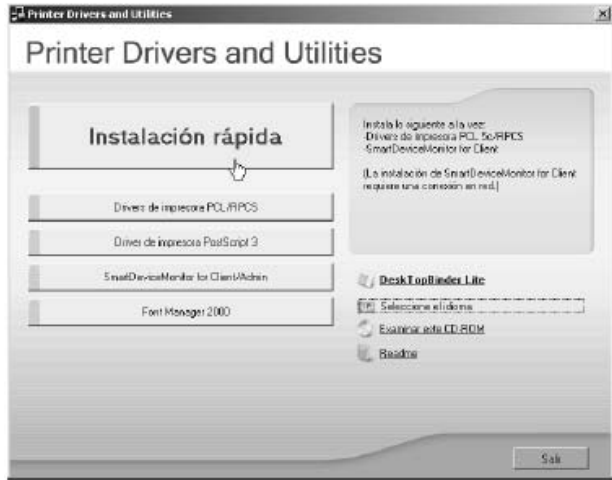 Printer Drivers and Utilities
Printer Drivers and Utilities
Instalación rápida
Drivers de impresora PCL/RPCS
Driver de impresora PostScript 3
SmartDeviceMonitor for Client/Admin
Font Manager 2000
Instala lo siguiente a la vez:
-Drivers de impresora PCL 5c/RPCS
-SmartDeviceMonitor for Client
(La instalación de SmartDeviceMonitor for Client
requiere una conexión en red.)
DeskTopBinder Lite
Seleccione el idioma
Examinar este CD-ROM
Readme
Salir